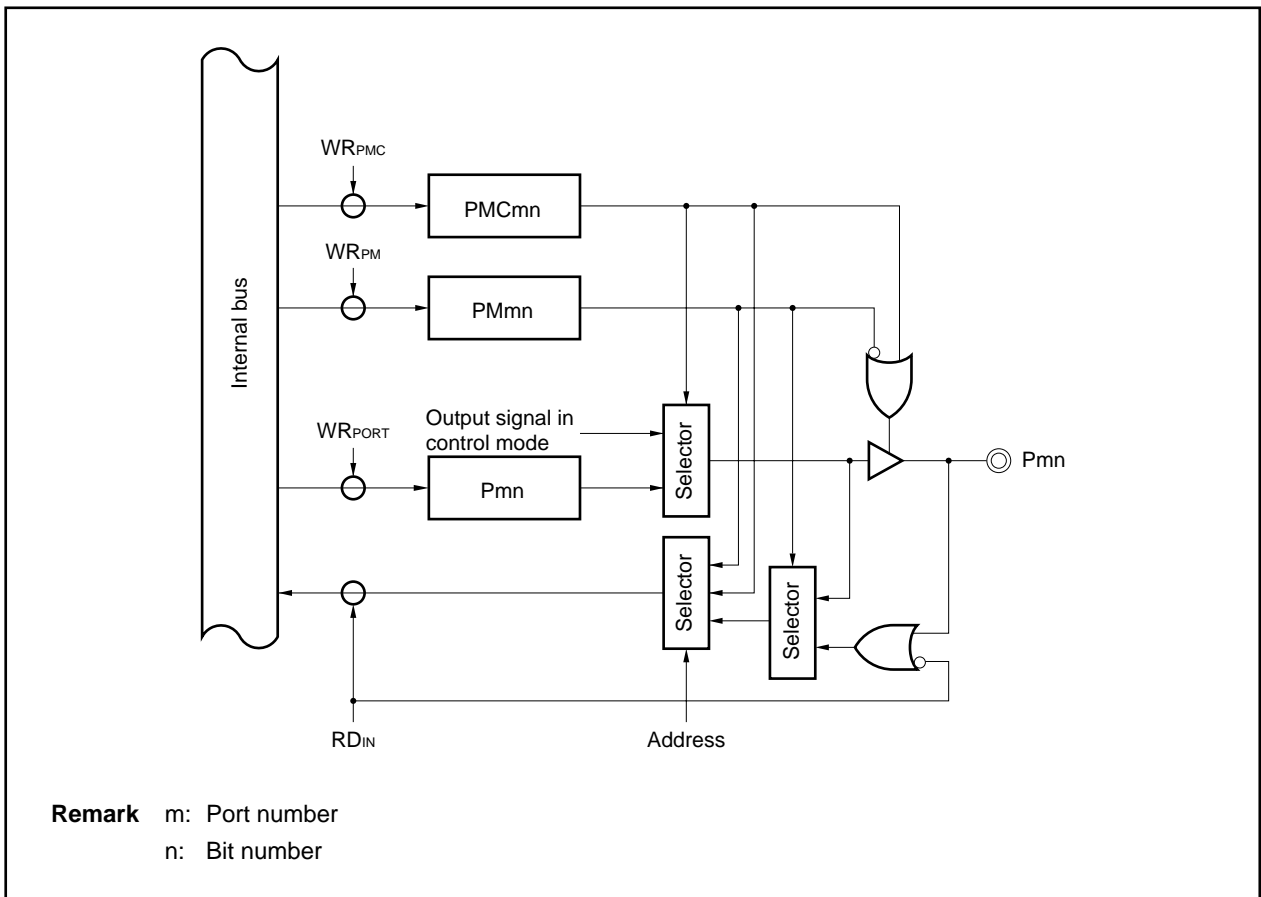 WRPMC
PMCmn
WRPM
PMmn
Internal bus
Output signal in
control mode
WRPORT
Pmn
Selector
Pmn
Selector
Selector
RDIN
Address
Remark m: Port number
n: Bit number